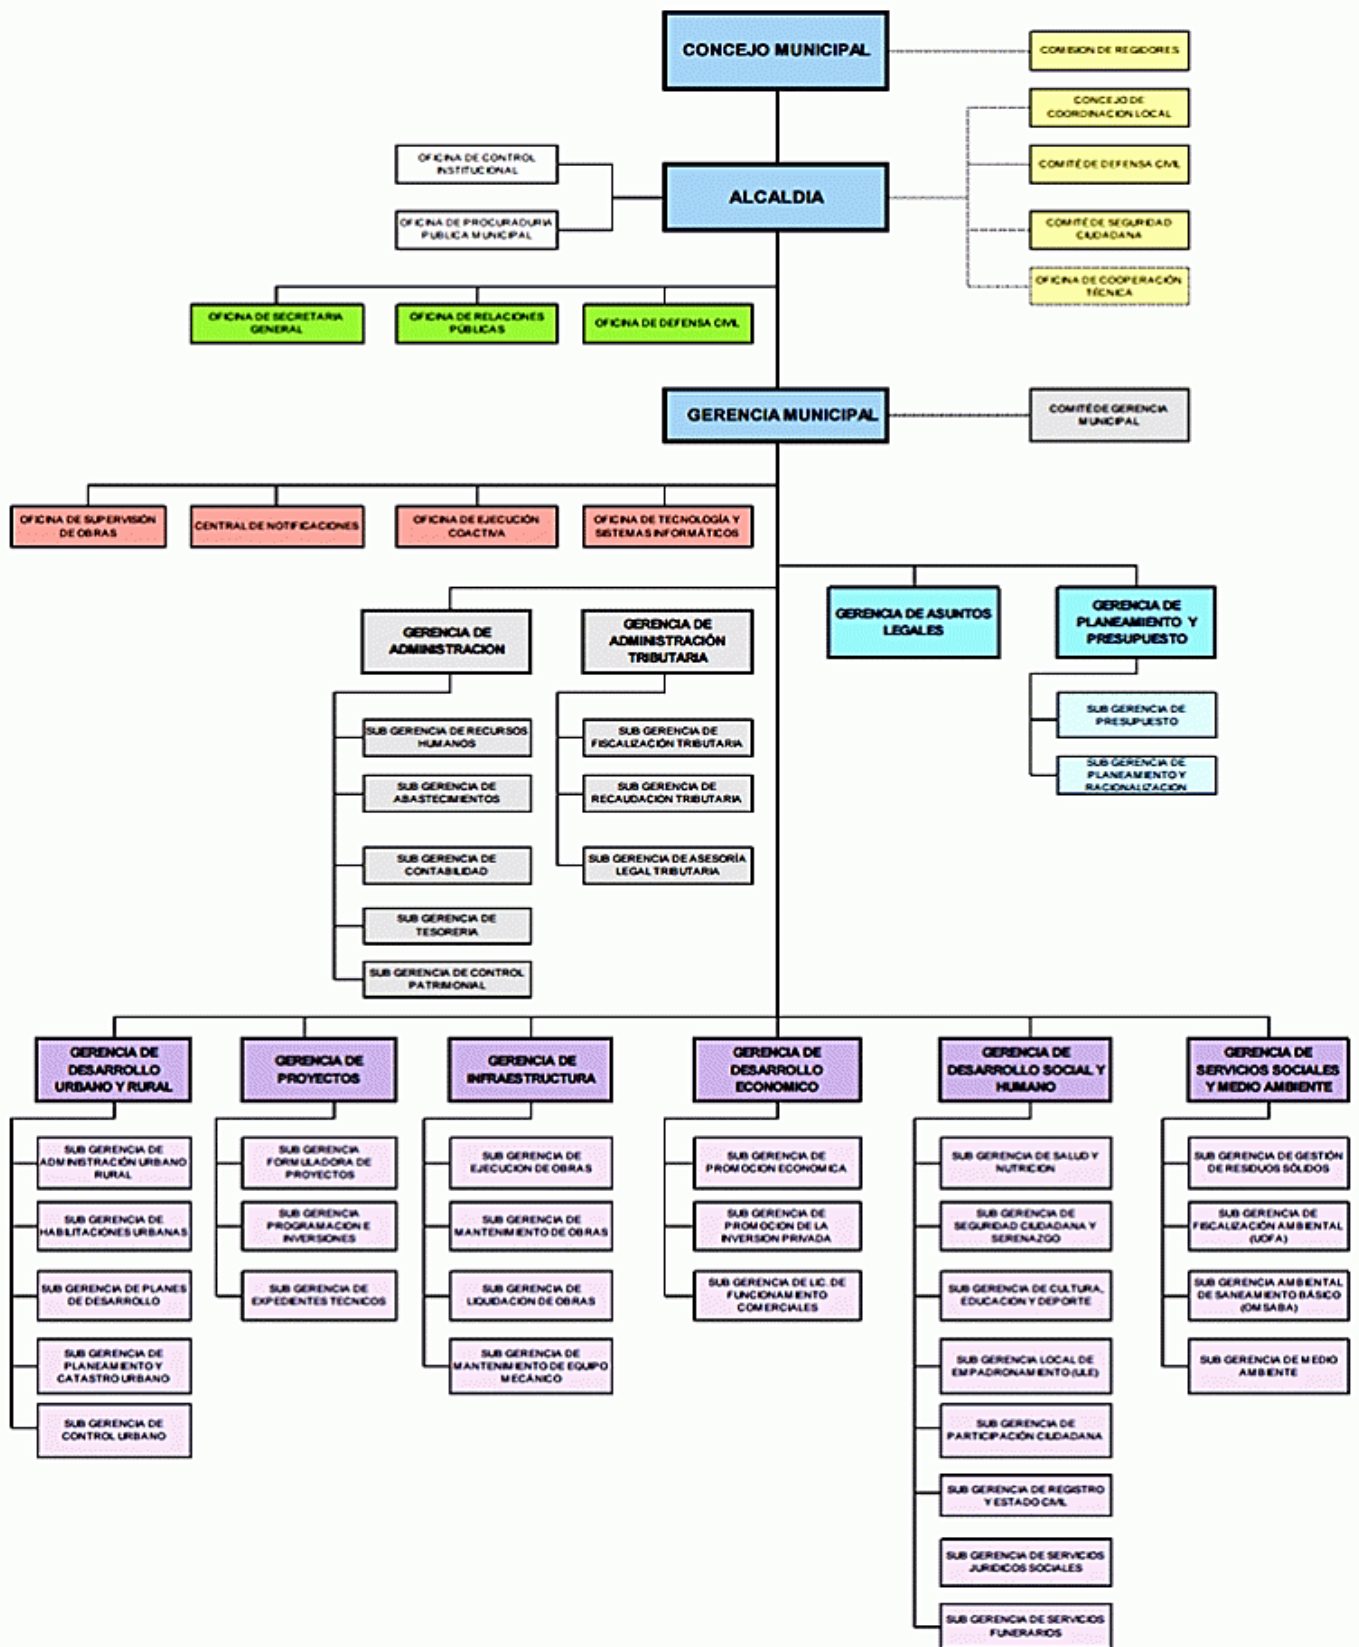 CONCEJO MUNICIPAL
COMISION DE REGIDORES
CONCEJO DE
COORDINACION LOCAL
OFICINA DE CONTROL
INSTITUCIONAL
COMITÉ DE DEFENSA CIVIL
ALCALDIA
OFICINA DE PROCURADURIA
PUBLICA MUNICIPAL
COMITÉ DE SEGURIDAD
CIUDADANA
OFICINA DE COOPERACIÓN
TÉCNICA
OFICINA DE SECRETARIA
GENERAL
OFICINA DE RELACIONES
PÚBLICAS
OFICINA DE DEFENSA CIVIL
GERENCIA MUNICIPAL
COMITÉ DE GERENCIA
MUNICIPAL
OFICINA DE SUPERVISIÓN
DE OBRAS
CENTRAL DE NOTIFICACIONES
OFICINA DE EJECUCIÓN
COACTIVA
OFICINA DE TECNOLOGÍA Y
SISTEMAS INFORMÁTICOS
GERENCIA DE ASUNTOS
LEGALES
GERENCIA DE
PLANEAMIENTO Y
PRESUPUESTO
SUB GERENCIA DE
PRESUPUESTO
SUB GERENCIA DE
PLANEAMIENTO Y
RACIONALIZACION
GERENCIA DE
ADMINISTRACION
SUB GERENCIA DE RECURSOS
HUMANOS
SUB GERENCIA DE
ABASTECIMIENTOS
SUB GERENCIA DE
CONTABILIDAD
SUB GERENCIA DE
TESORERIA
SUB GERENCIA DE CONTROL
PATRIMONIAL
GERENCIA DE
ADMINISTRACIÓN
TRIBUTARIA
SUB GERENCIA DE
FISCALIZACIÓN TRIBUTARIA
SUB GERENCIA DE
RECAUDACION TRIBUTARIA
SUB GERENCIA DE ASESORÍA
LEGAL TRIBUTARIA
GERENCIA DE
DESARROLLO
URBANO Y RURAL
SUB GERENCIA DE
ADMINISTRACIÓN URBANO
RURAL
SUB GERENCIA DE
HABILITACIONES URBANAS
SUB GERENCIA DE PLANES
DE DESARROLLO
SUB GERENCIA DE
PLANEAMIENTO Y
CATASTRO URBANO
SUB GERENCIA DE
CONTROL URBANO
GERENCIA DE
PROYECTOS
SUB GERENCIA
FORMULADORA DE
PROYECTOS
SUB GERENCIA
PROGRAMACION E
INVERSIONES
SUB GERENCIA DE
EXPEDIENTES TECNICOS
GERENCIA DE
INFRAESTRUCTURA
SUB GERENCIA DE
EJECUCION DE OBRAS
SUB GERENCIA DE
MANTENIMIENTO DE OBRAS
SUB GERENCIA DE
LIQUIDACION DE OBRAS
SUB GERENCIA DE
MANTENIMIENTO DE EQUIPO
MECÁNICO
GERENCIA DE
DESARROLLO
ECONOMICO
SUB GERENCIA DE
PROMOCION ECONOMICA
SUB GERENCIA DE
PROMOCION DE LA
INVERSION PRIVADA
SUB GERENCIA DE LIC. DE
FUNCIONAMIENTO
COMERCIALES
GERENCIA DE
DESARROLLO SOCIAL Y
HUMANO
SUB GERENCIA DE SALUD Y
NUTRICION
SUB GERENCIA DE
SEGURIDAD CIUDADANA Y
SERENAZGO
SUB GERENCIA DE CULTURA,
EDUCACION Y DEPORTE
SUB GERENCIA LOCAL DE
EMPADRONAMIENTO (ULE)
SUB GERENCIA DE
PARTICIPACIÓN CIUDADANA
SUB GERENCIA DE REGISTRO
Y ESTADO CIVIL
SUB GERENCIA DE SERVICIOS
JURIDICOS SOCIALES
SUB GERENCIA DE SERVICIOS
FUNERARIOS
GERENCIA DE
SERVICIOS SOCIALES
Y MEDIO AMBIENTE
SUB GERENCIA DE GESTIÓN
DE RESIDUOS SÓLIDOS
SUB GERENCIA DE
FISCALIZACIÓN AMBIENTAL
(UOFA)
SUB GERENCIA AMBIENTAL
DE SANEAMIENTO BÁSICO
(OMSABA)
SUB GERENCIA DE MEDIO
AMBIENTE